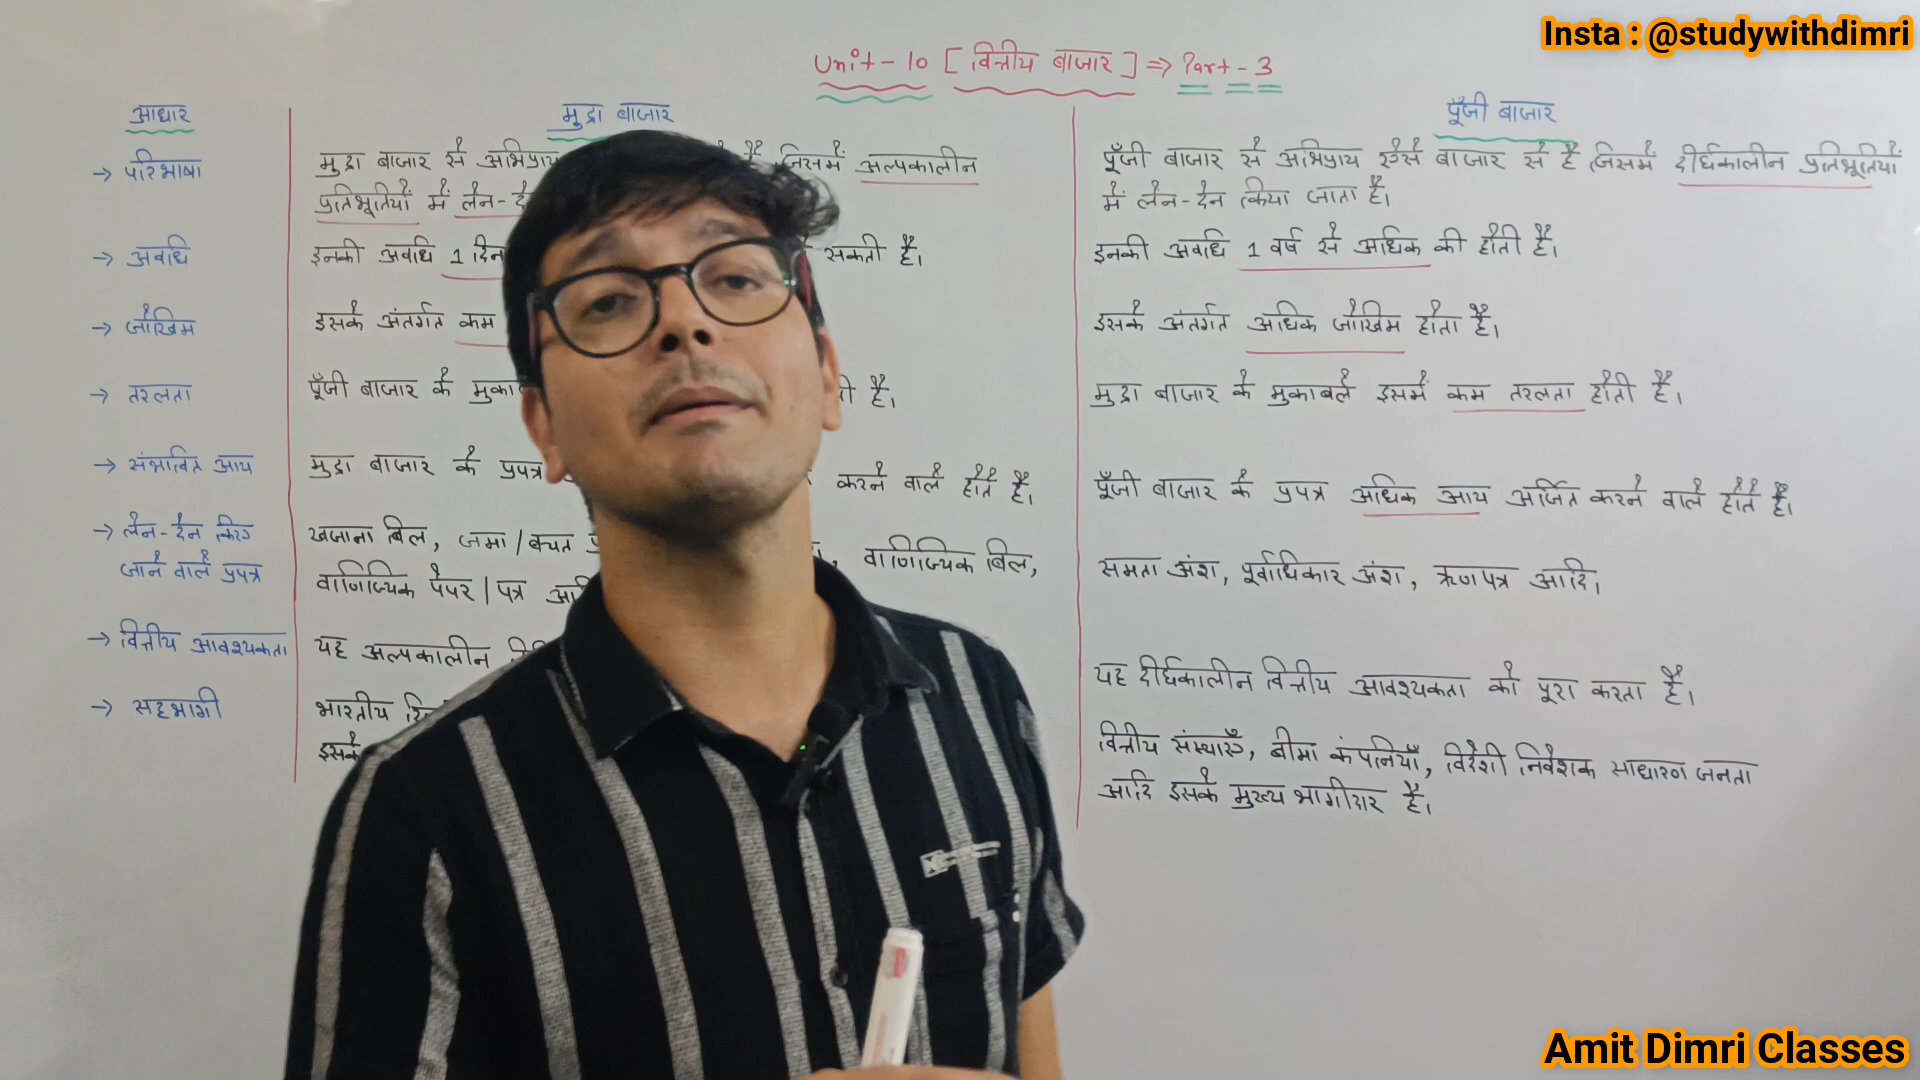 Insta : @studywithdimri
Unit - 10 [ वित्तीय बाजार ] ⇒ Part - 3
आधार
मुद्रा बाजार
पूँजी बाजार
→ परिभाषा
मुद्रा बाजार से अभिप्राय है जिसमें अल्पकालीन
प्रतिभूतियों में लेन-दे
पूँजी बाजार से अभिप्राय ऐसे बाजार से है जिसमें दीर्घकालीन प्रतिभूतियों
में लेन-देन किया जाता है।
→ अवधि
इनकी अवधि 1 दिन सकती है।
इनकी अवधि 1 वर्ष से अधिक की होती है।
→ जोखिम
इसके अंतर्गत कम
इसके अंतर्गत अधिक जोखिम होता है।
→ तरलता
पूँजी बाजार के मुका ती है।
मुद्रा बाजार के मुकाबले इसमें कम तरलता होती है।
→ संभावित आय
मुद्रा बाजार के प्रपत्र करने वाले होते है।
पूँजी बाजार के प्रपत्र अधिक आय अर्जित करने वाले होते है।
→ लेन-देन किए
जाने वाले प्रपत्र
खजाना बिल, जमा/बचत प्र , वाणिज्यिक बिल,
वाणिज्यिक पेपर/पत्र आ
समता अंश, पूर्वाधिकार अंश, ऋणपत्र आदि।
→ वित्तीय आवश्यकता
यह अल्पकालीन
यह दीर्घकालीन वित्तीय आवश्यकता को पूरा करता है।
→ सहभागी
भारतीय रि
इसके
वित्तीय संस्थाएँ, बीमा कंपनियाँ, विदेशी निवेशक साधारण जनता
आदि इसके मुख्य भागीदार है।
Amit Dimri Classes